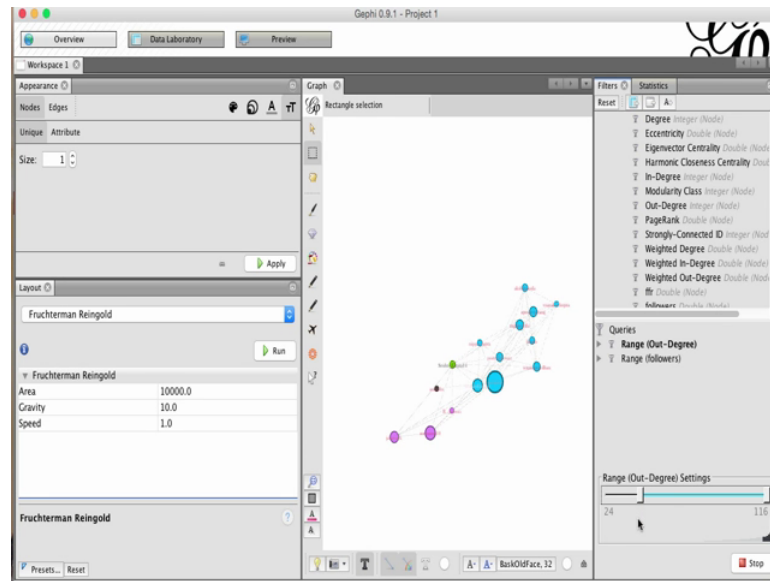 Gephi 0.9.1 - Project 1
Overview
Data Laboratory
Preview
Workspace 1
Appearance
Nodes Edges
Unique Attribute
Size: 1
Apply
Layout
Fruchterman Reingold
Run
Fruchterman Reingold
Area 10000.0
Gravity 10.0
Speed 1.0
Fruchterman Reingold
Presets... Reset
Graph
Rectangle selection
BaskOldFace, 32
Filters Statistics
Reset
Degree Integer (Node)
Eccentricity Double (Node)
Eigenvector Centrality Double (Node
Harmonic Closeness Centrality Doub
In-Degree Integer (Node)
Modularity Class Integer (Node)
Out-Degree Integer (Node)
PageRank Double (Node)
Strongly-Connected ID Integer (Nod
Weighted Degree Double (Node)
Weighted In-Degree Double (Node)
Weighted Out-Degree Double (Node)
ffr Double (Node)
followers Double (Node)
Queries
Range (Out-Degree)
Range (followers)
Range (Out-Degree) Settings
24 116
Stop